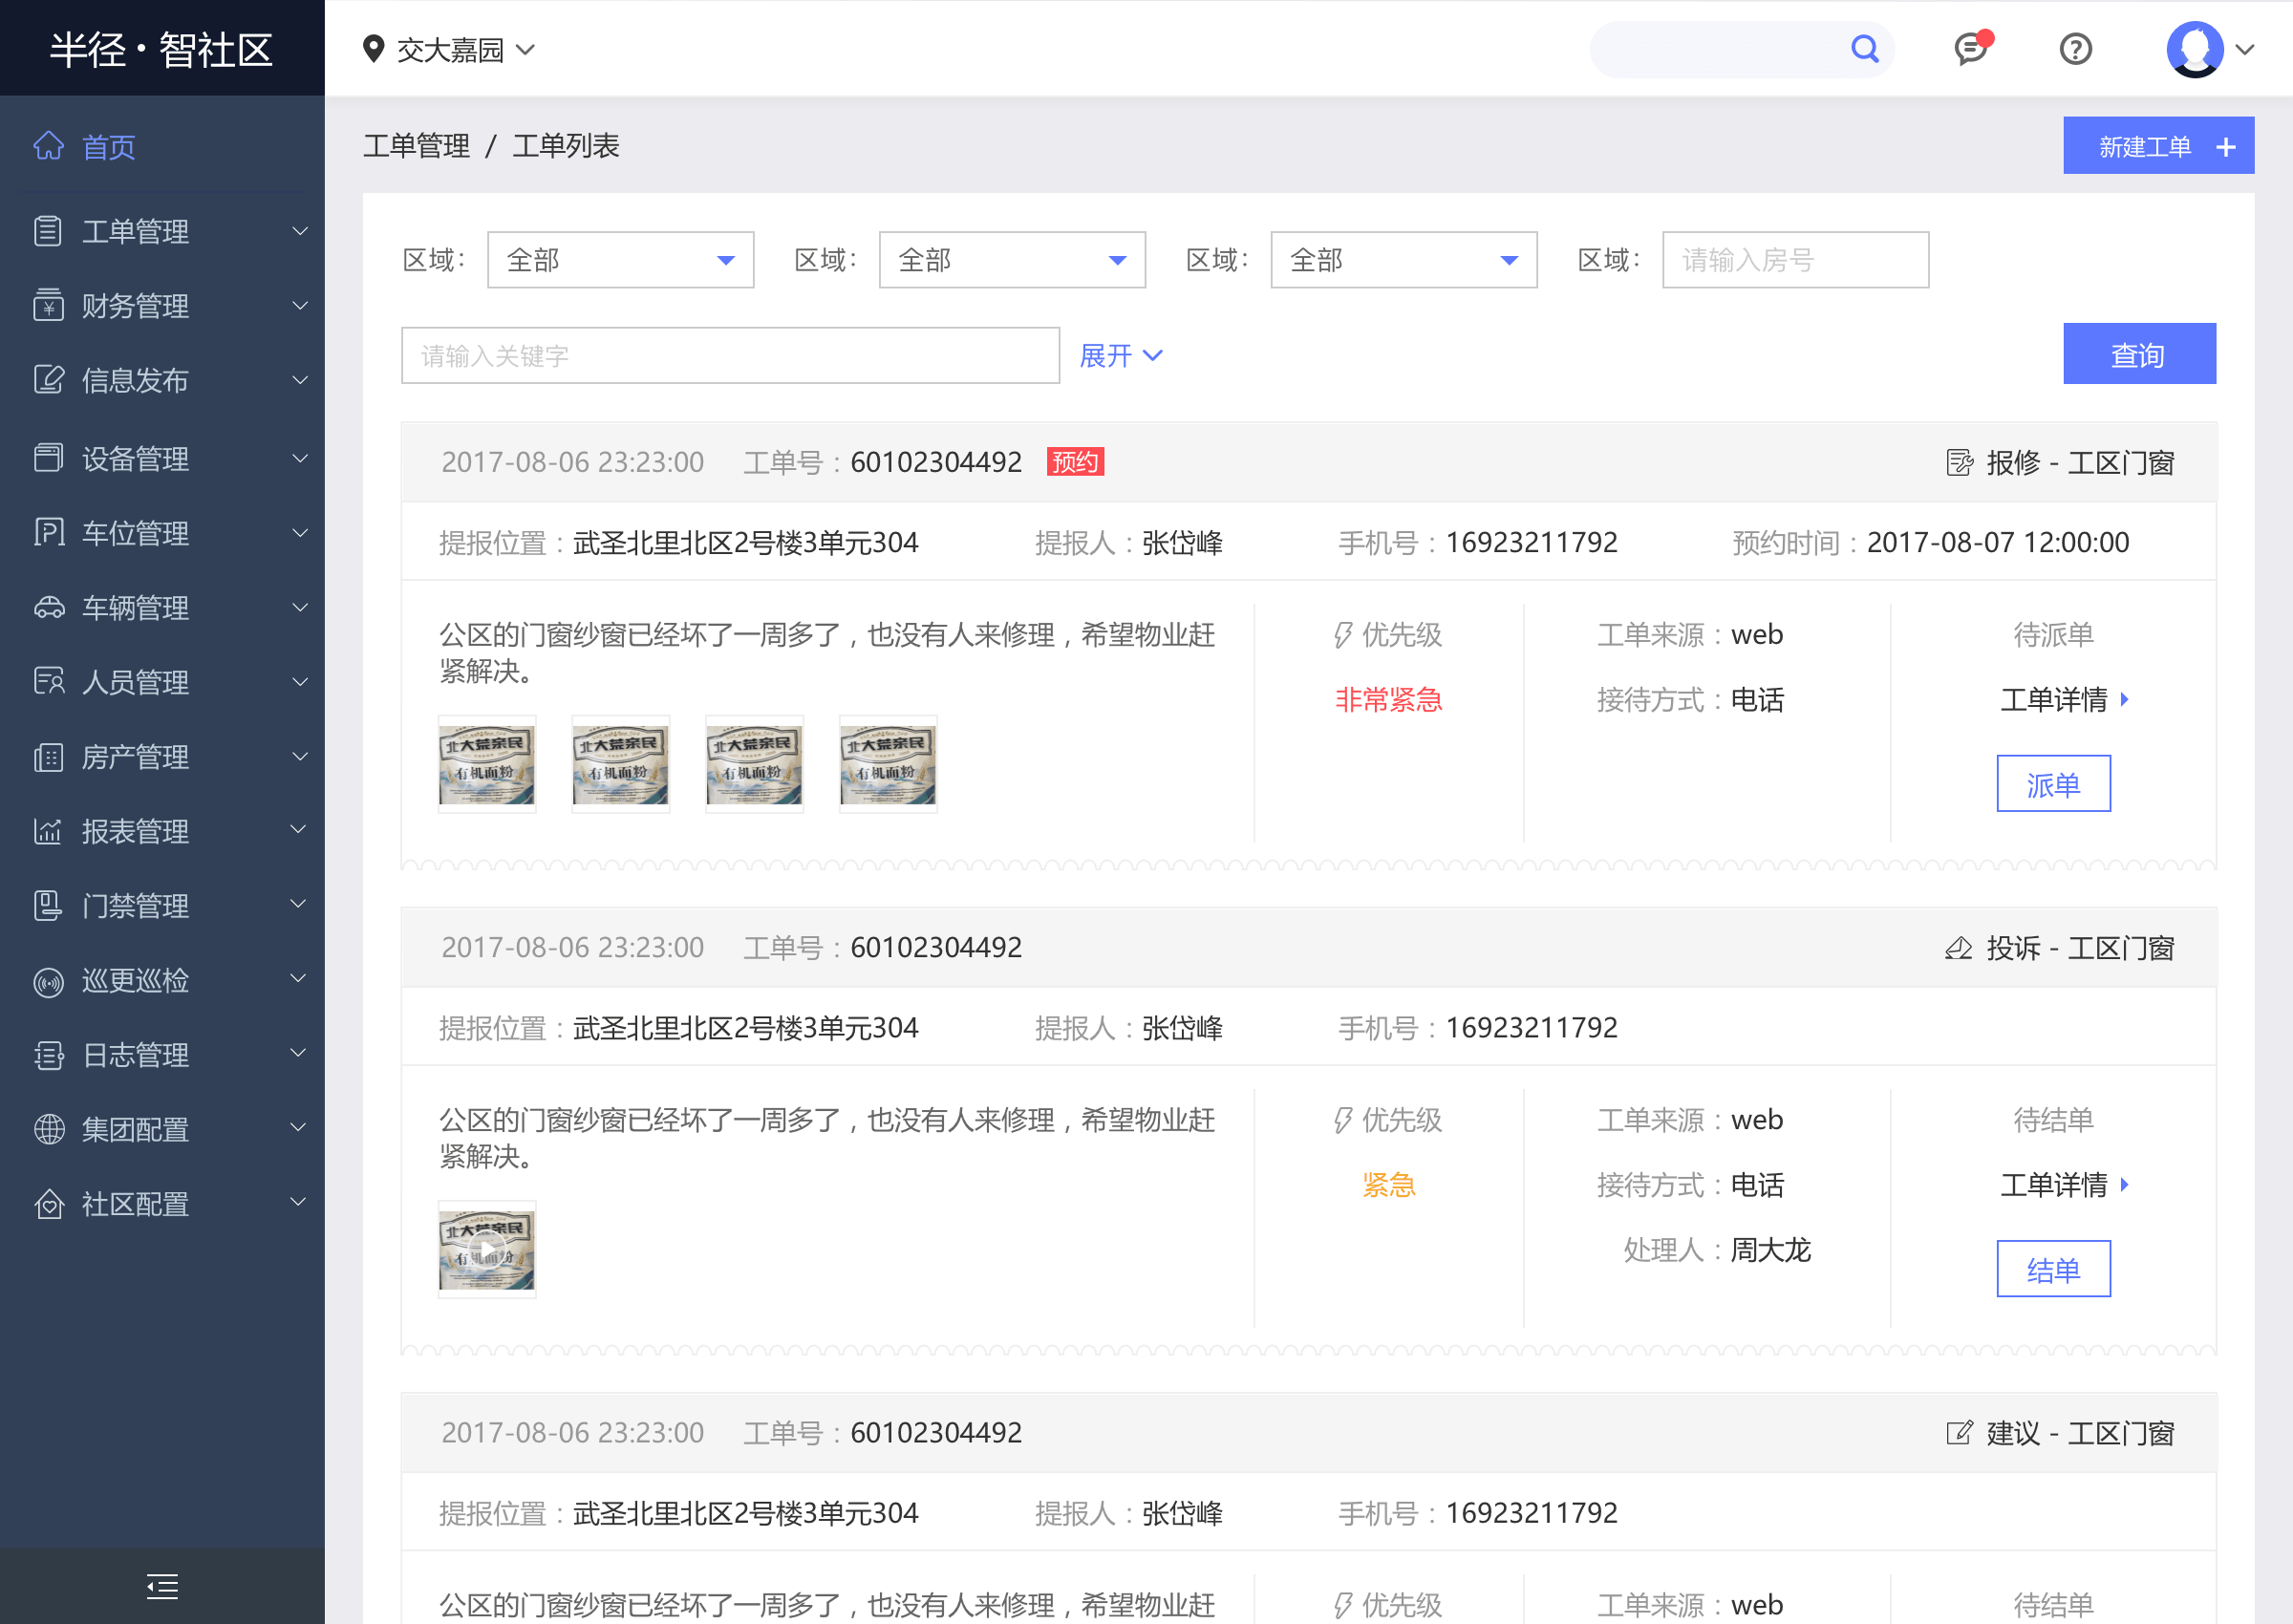 半径·智社区
交大嘉园
首页
工单管理
财务管理
信息发布
设备管理
车位管理
车辆管理
人员管理
房产管理
报表管理
门禁管理
巡更巡检
日志管理
集团配置
社区配置
工单管理 / 工单列表
新建工单 +
区域： 全部 区域： 全部 区域： 全部 区域： 请输入房号
请输入关键字 展开 查询
2017-08-06 23:23:00 工单号：60102304492 预约 报修 - 工区门窗
提报位置：武圣北里北区2号楼3单元304 提报人：张岱峰 手机号：16923211792 预约时间：2017-08-07 12:00:00
公区的门窗纱窗已经坏了一周多了，也没有人来修理，希望物业赶
紧解决。
北大荒亲民
有机面粉
北大荒亲民
有机面粉
北大荒亲民
有机面粉
北大荒亲民
有机面粉
优先级
非常紧急
工单来源：web
接待方式：电话
待派单
工单详情
派单
2017-08-06 23:23:00 工单号：60102304492 投诉 - 工区门窗
提报位置：武圣北里北区2号楼3单元304 提报人：张岱峰 手机号：16923211792
公区的门窗纱窗已经坏了一周多了，也没有人来修理，希望物业赶
紧解决。
北大荒亲民
有机面粉
优先级
紧急
工单来源：web
接待方式：电话
处理人：周大龙
待结单
工单详情
结单
2017-08-06 23:23:00 工单号：60102304492 建议 - 工区门窗
提报位置：武圣北里北区2号楼3单元304 提报人：张岱峰 手机号：16923211792
公区的门窗纱窗已经坏了一周多了，也没有人来修理，希望物业赶
优先级
工单来源：web
待结单